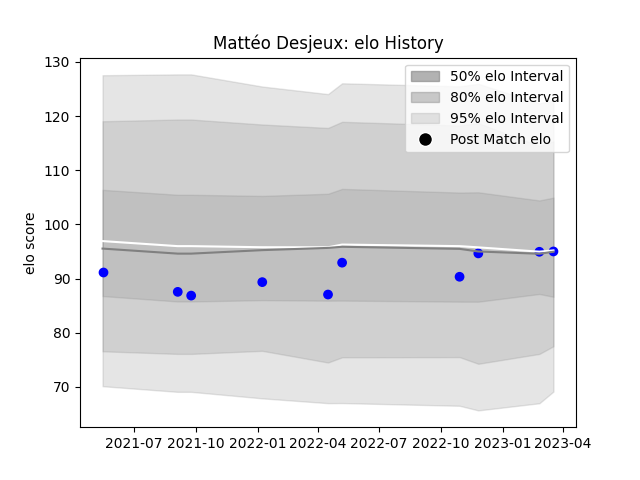 Mattéo Desjeux: elo History
130
120
110
100
90
80
70
elo score
50% elo Interval
80% elo Interval
95% elo Interval
Post Match elo
2021-07 2021-10 2022-01 2022-04 2022-07 2022-10 2023-01 2023-04